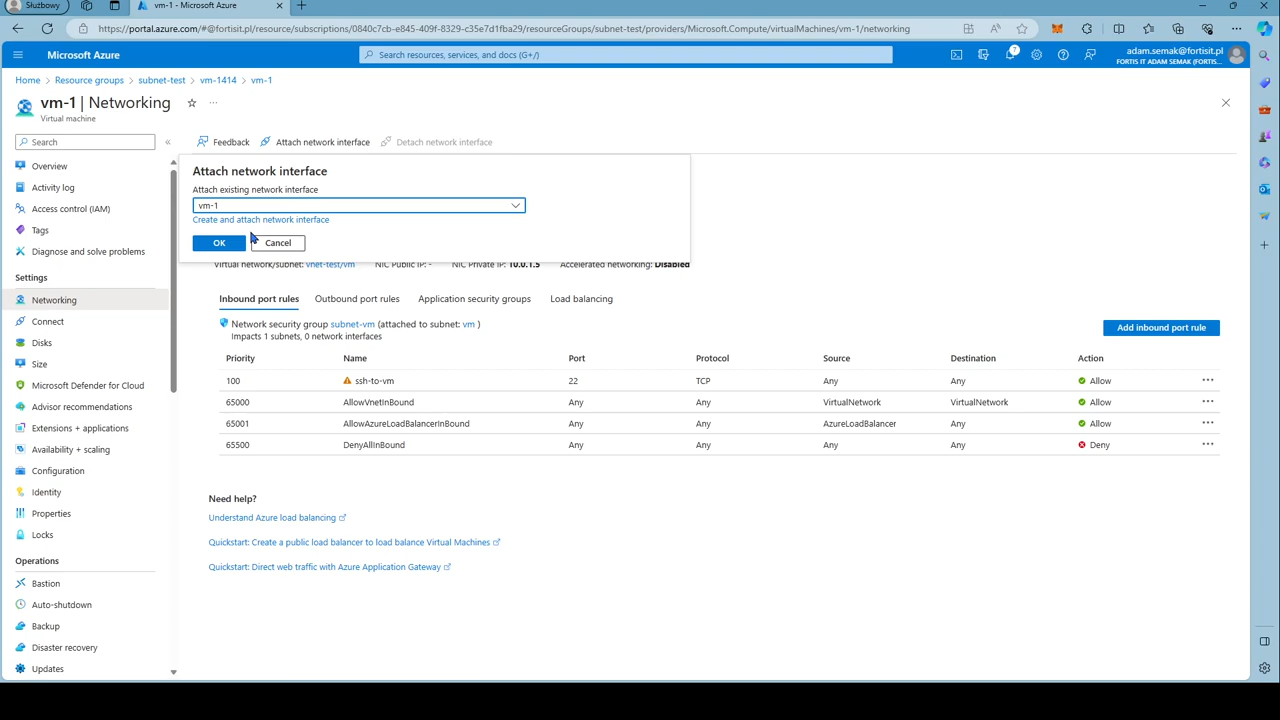 Służbowy
vm-1 - Microsoft Azure
https://portal.azure.com/#@fortisit.pl/resource/subscriptions/0840c7cb-e845-409f-8329-c35e7d1fba29/resourceGroups/subnet-test/providers/Microsoft.Compute/virtualMachines/vm-1/networking
Microsoft Azure
Search resources, services, and docs (G+/)
7
adam.semak@fortisit.pl
FORTIS IT ADAM SEMAK (FORTIS...
Home > Resource groups > subnet-test > vm-1414 > vm-1
vm-1 | Networking
Virtual machine
Search
Feedback
Attach network interface
Detach network interface
Overview
Activity log
Access control (IAM)
Tags
Diagnose and solve problems
Settings
Networking
Connect
Disks
Size
Microsoft Defender for Cloud
Advisor recommendations
Extensions + applications
Availability + scaling
Configuration
Identity
Properties
Locks
Operations
Bastion
Auto-shutdown
Backup
Disaster recovery
Updates
Attach network interface
Attach existing network interface
vm-1
Create and attach network interface
OK
Cancel
Virtual network/subnet: vnet-test/vm NIC Public IP: - NIC Private IP: 10.0.1.5 Accelerated networking: Disabled
Inbound port rules Outbound port rules Application security groups Load balancing
Network security group subnet-vm (attached to subnet: vm )
Impacts 1 subnets, 0 network interfaces
Add inbound port rule
Priority Name Port Protocol Source Destination Action
100 ssh-to-vm 22 TCP Any Any Allow
65000 AllowVnetInBound Any Any VirtualNetwork VirtualNetwork Allow
65001 AllowAzureLoadBalancerInBound Any Any AzureLoadBalancer Any Allow
65500 DenyAllInBound Any Any Any Any Deny
Need help?
Understand Azure load balancing
Quickstart: Create a public load balancer to load balance Virtual Machines
Quickstart: Direct web traffic with Azure Application Gateway